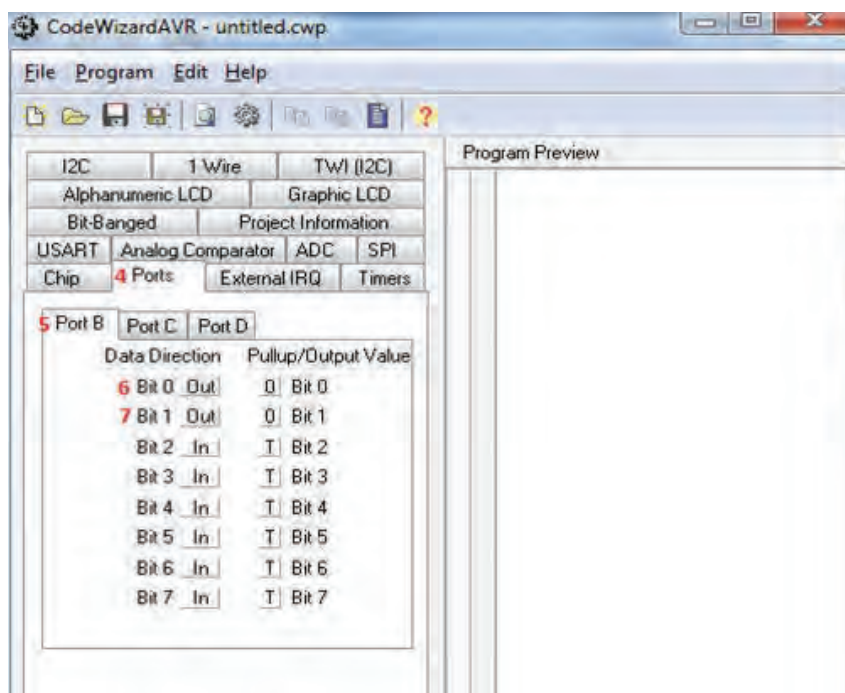 CodeWizardAVR - untitled.cwp
File Program Edit Help
I2C 1 Wire TWI (I2C)
Alphanumeric LCD Graphic LCD
Bit-Banged Project Information
USART Analog Comparator ADC SPI
Chip 4 Ports External IRQ Timers
5 Port B Port C Port D
Data Direction Pullup/Output Value
6 Bit 0 Out 0 Bit 0
7 Bit 1 Out 0 Bit 1
Bit 2 In T Bit 2
Bit 3 In T Bit 3
Bit 4 In T Bit 4
Bit 5 In T Bit 5
Bit 6 In T Bit 6
Bit 7 In T Bit 7
Program Preview